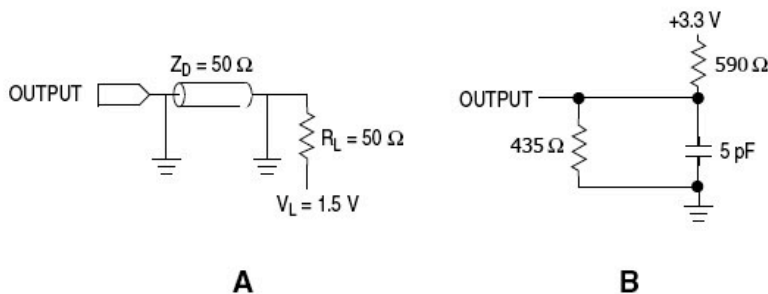 Z_D = 50 Ω
OUTPUT
R_L = 50 Ω
V_L = 1.5 V
A
+3.3 V
590 Ω
OUTPUT
435 Ω
5 pF
B